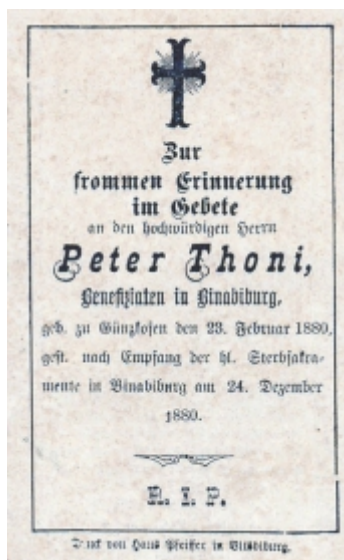 Zur
frommen Erinnerung
im Gebete
an den hochwürdigen Herrn
Peter Thoni,
Benefiziaten in Binabiburg,
geb. zu Günzkofen den 23. Februar 1880,
gest. nach Empfang der hl. Sterbsakra-
mente in Binabiburg am 24. Dezember
1880.
R. I. P.
Druck von Hans Pfeiffer in Vilsbiburg.